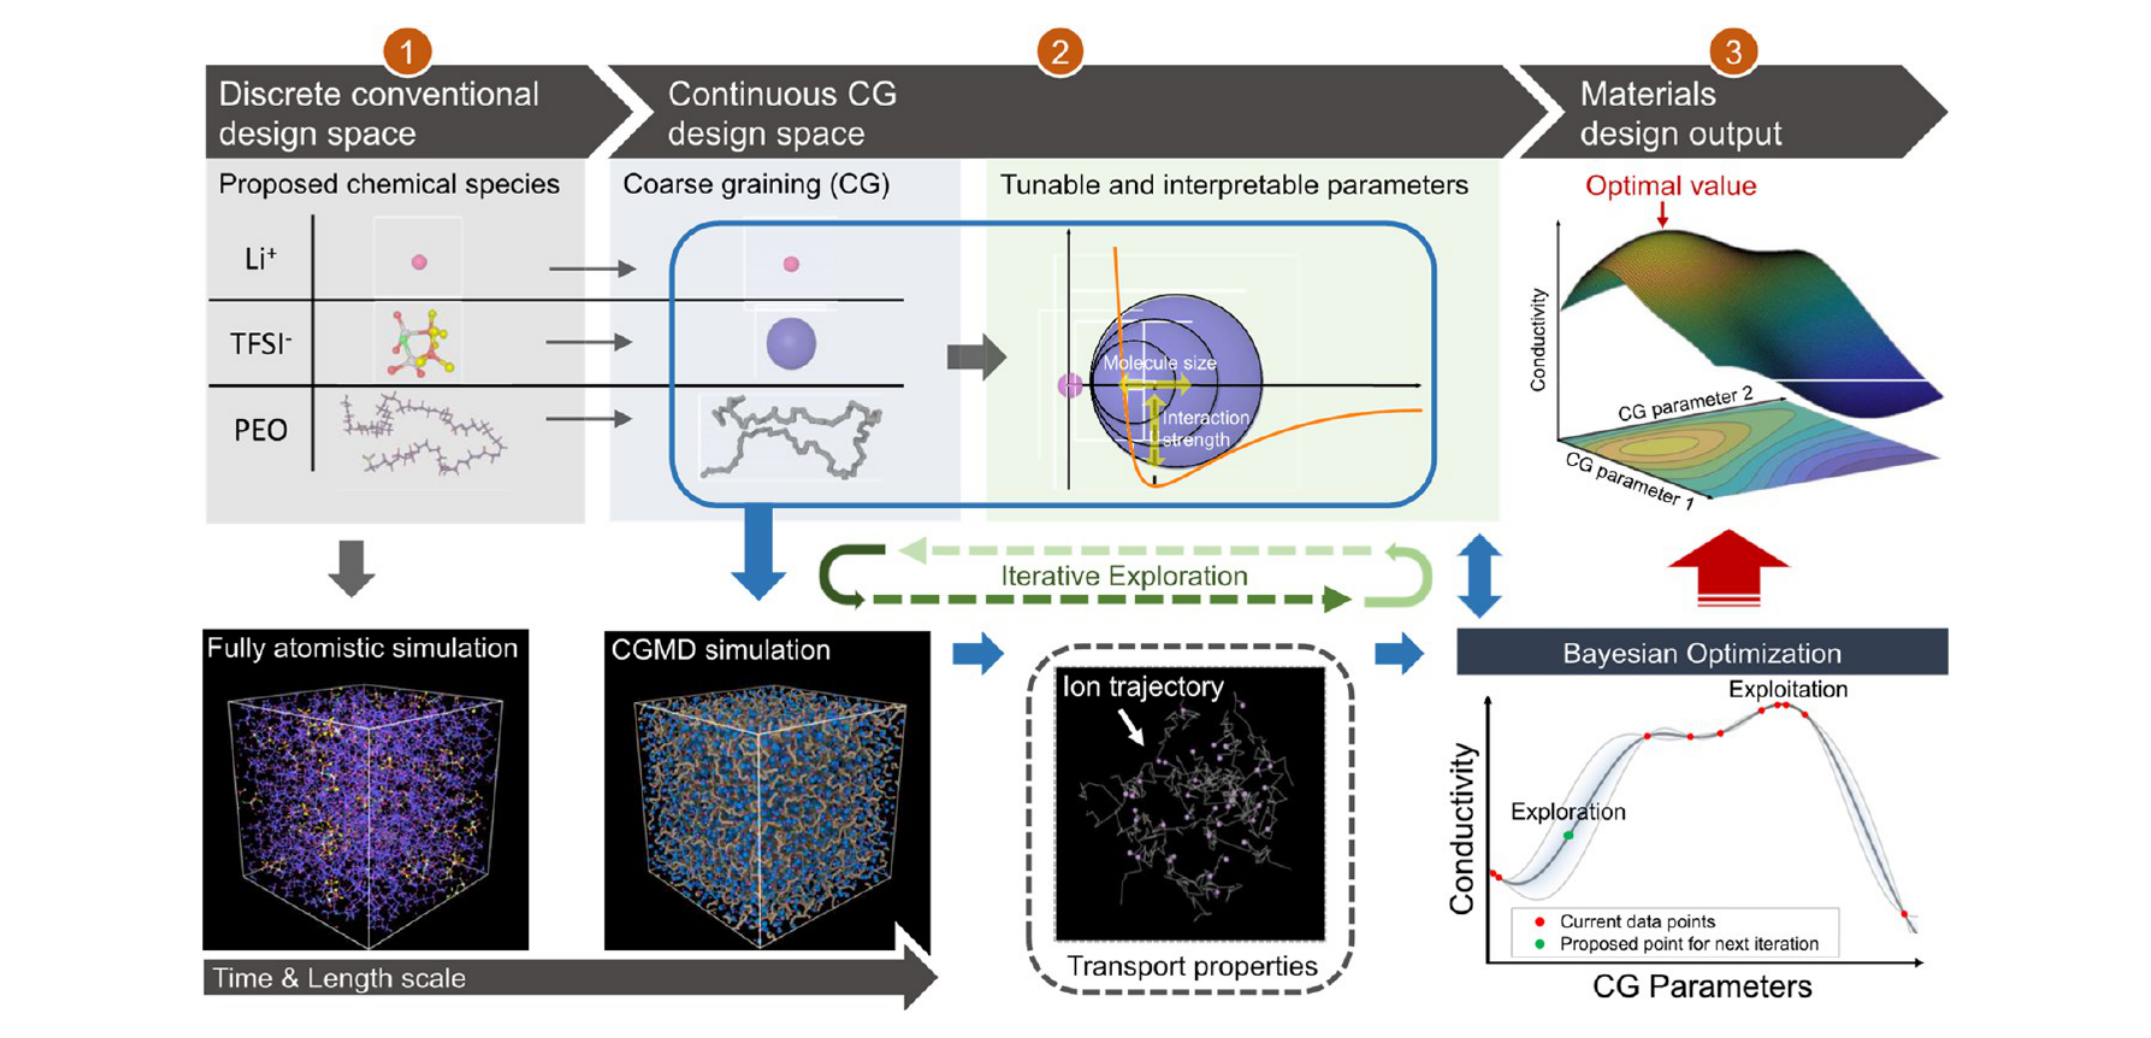 1
2
3
Discrete conventional
design space
Continuous CG
design space
Materials
design output
Proposed chemical species
Coarse graining (CG)
Tunable and interpretable parameters
Optimal value
Li⁺
TFSI⁻
PEO
Molecule size
Interaction
strength
Conductivity
CG parameter 2
CG parameter 1
Iterative Exploration
Fully atomistic simulation
CGMD simulation
Ion trajectory
Transport properties
Time & Length scale
Bayesian Optimization
Exploitation
Exploration
Conductivity
Current data points
Proposed point for next iteration
CG Parameters